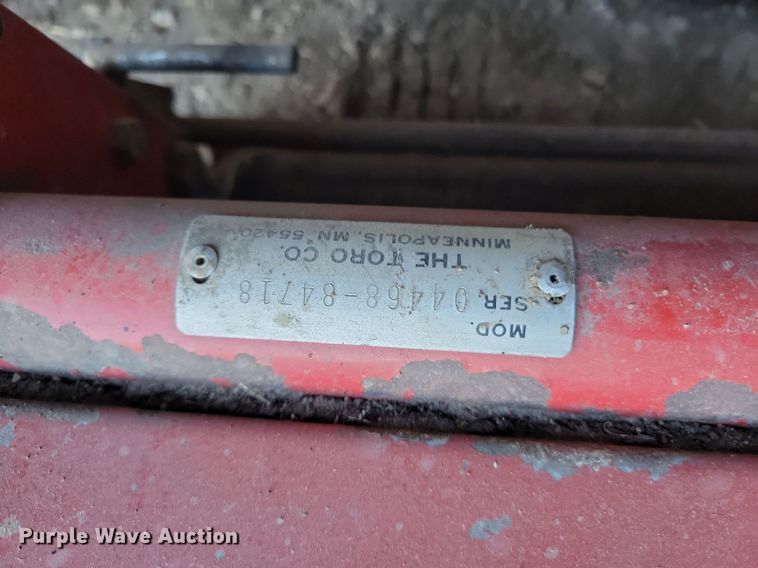 MOD.
SER. 04468-84718
THE TORO CO.
MINNEAPOLIS, MN. 55420
Purple Wave Auction